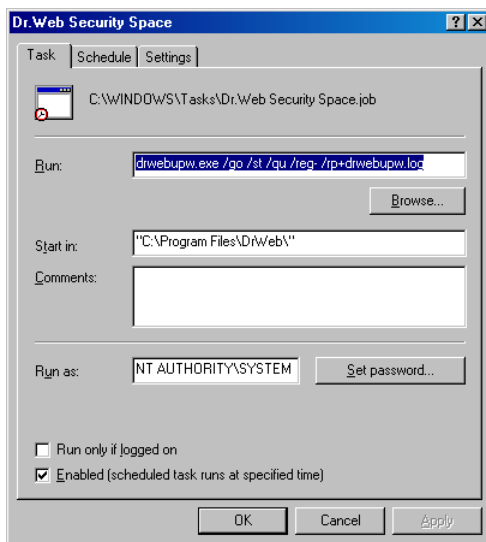 Dr.Web Security Space
Task Schedule Settings
C:\WINDOWS\Tasks\Dr.Web Security Space.job
Run: drwebupw.exe /go /st /qu /reg- /rp+drwebupw.log
Browse...
Start in: "C:\Program Files\DrWeb\"
Comments:
Run as: NT AUTHORITY\SYSTEM Set password...
Run only if logged on
Enabled (scheduled task runs at specified time)
OK Cancel Apply